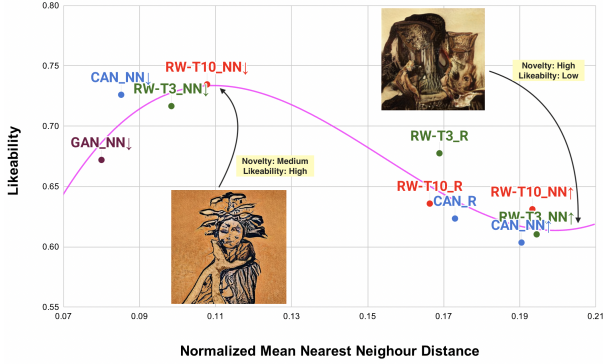 0.80
0.75
0.70
0.65
0.60
0.55
Likeability
CAN_NN↓
RW-T10_NN↓
RW-T3_NN↓
GAN_NN↓
Novelty: Medium
Likeability: High
Novelty: High
Likeabilty: Low
RW-T3_R
RW-T10_R
CAN_R
RW-T10_NN↑
RW-T3_NN↑
CAN_NN↑
0.07 0.09 0.11 0.13 0.15 0.17 0.19 0.21
Normalized Mean Nearest Neighour Distance